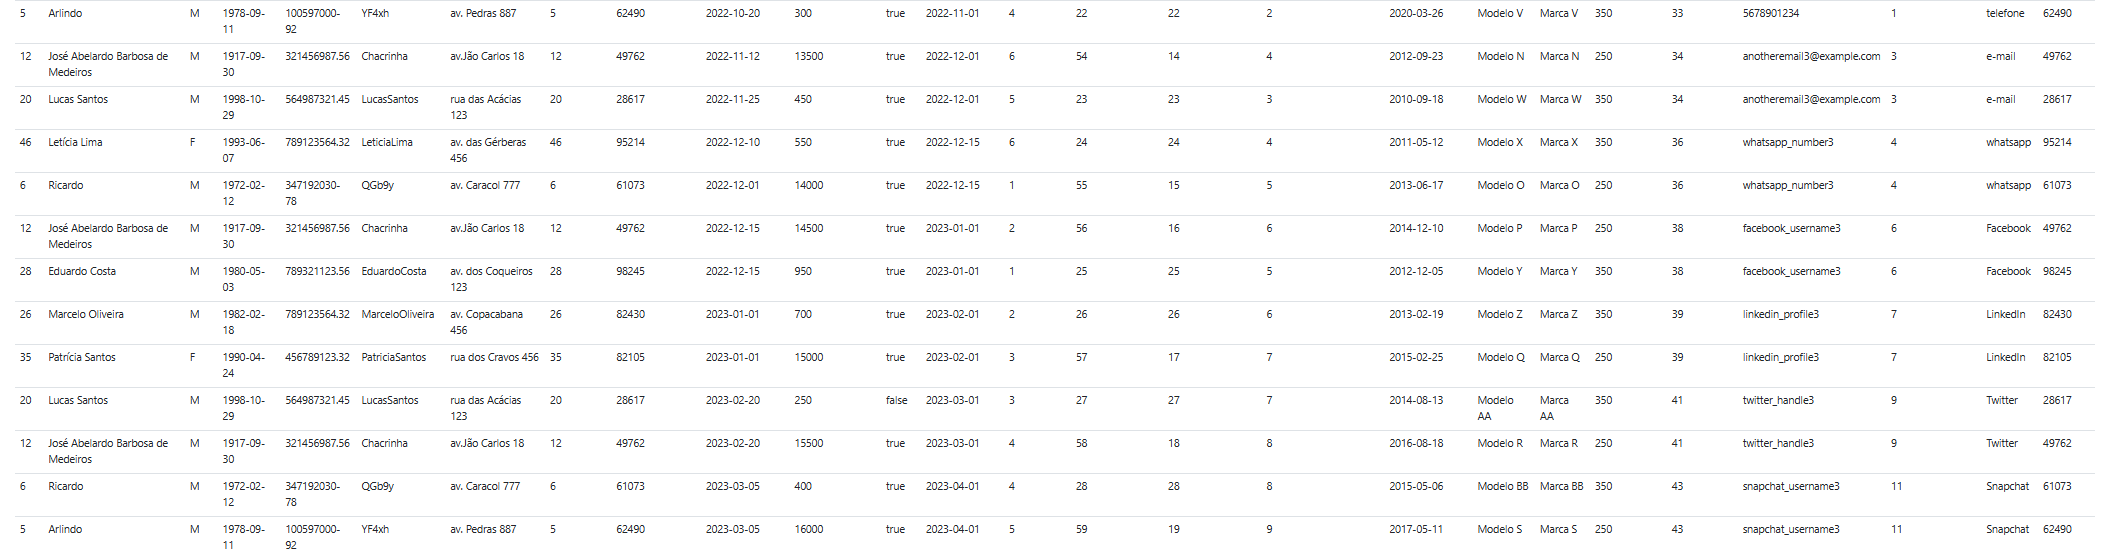 5 Arlindo M 1978-09- 100597000- YF4xh av. Pedras 887 5 62490 2022-10-20 300 true 2022-11-01 4 22 22 2 2020-03-26 Modelo V Marca V 350 33 5678901234 1 telefone 62490
11 92
12 José Abelardo Barbosa de M 1917-09- 321456987.56 Chacrinha av.Jão Carlos 18 12 49762 2022-11-12 13500 true 2022-12-01 6 54 14 4 2012-09-23 Modelo N Marca N 250 34 anotheremail3@example.com 3 e-mail 49762
Medeiros 30
20 Lucas Santos M 1998-10- 564987321.45 LucasSantos rua das Acácias 20 28617 2022-11-25 450 true 2022-12-01 5 23 23 3 2010-09-18 Modelo W Marca W 350 34 anotheremail3@example.com 3 e-mail 28617
29 123
46 Letícia Lima F 1993-06- 789123564.32 LeticiaLima av. das Gérberas 46 95214 2022-12-10 550 true 2022-12-15 6 24 24 4 2011-05-12 Modelo X Marca X 350 36 whatsapp_number3 4 whatsapp 95214
07 456
6 Ricardo M 1972-02- 347192030- QGb9y av. Caracol 777 6 61073 2022-12-01 14000 true 2022-12-15 1 55 15 5 2013-06-17 Modelo O Marca O 250 36 whatsapp_number3 4 whatsapp 61073
12 78
12 José Abelardo Barbosa de M 1917-09- 321456987.56 Chacrinha av.Jão Carlos 18 12 49762 2022-12-15 14500 true 2023-01-01 2 56 16 6 2014-12-10 Modelo P Marca P 250 38 facebook_username3 6 Facebook 49762
Medeiros 30
28 Eduardo Costa M 1980-05- 789321123.56 EduardoCosta av. dos Coqueiros 28 98245 2022-12-15 950 true 2023-01-01 1 25 25 5 2012-12-05 Modelo Y Marca Y 350 38 facebook_username3 6 Facebook 98245
03 123
26 Marcelo Oliveira M 1982-02- 789123564.32 MarceloOliveira av. Copacabana 26 82430 2023-01-01 700 true 2023-02-01 2 26 26 6 2013-02-19 Modelo Z Marca Z 350 39 linkedin_profile3 7 LinkedIn 82430
18 456
35 Patrícia Santos F 1990-04- 456789123.32 PatriciaSantos rua dos Cravos 456 35 82105 2023-01-01 15000 true 2023-02-01 3 57 17 7 2015-02-25 Modelo Q Marca Q 250 39 linkedin_profile3 7 LinkedIn 82105
24
20 Lucas Santos M 1998-10- 564987321.45 LucasSantos rua das Acácias 20 28617 2023-02-20 250 false 2023-03-01 3 27 27 7 2014-08-13 Modelo Marca 350 41 twitter_handle3 9 Twitter 28617
29 123 AA AA
12 José Abelardo Barbosa de M 1917-09- 321456987.56 Chacrinha av.Jão Carlos 18 12 49762 2023-02-20 15500 true 2023-03-01 4 58 18 8 2016-08-18 Modelo R Marca R 250 41 twitter_handle3 9 Twitter 49762
Medeiros 30
6 Ricardo M 1972-02- 347192030- QGb9y av. Caracol 777 6 61073 2023-03-05 400 true 2023-04-01 4 28 28 8 2015-05-06 Modelo BB Marca BB 350 43 snapchat_username3 11 Snapchat 61073
12 78
5 Arlindo M 1978-09- 100597000- YF4xh av. Pedras 887 5 62490 2023-03-05 16000 true 2023-04-01 5 59 19 9 2017-05-11 Modelo S Marca S 250 43 snapchat_username3 11 Snapchat 62490
11 92